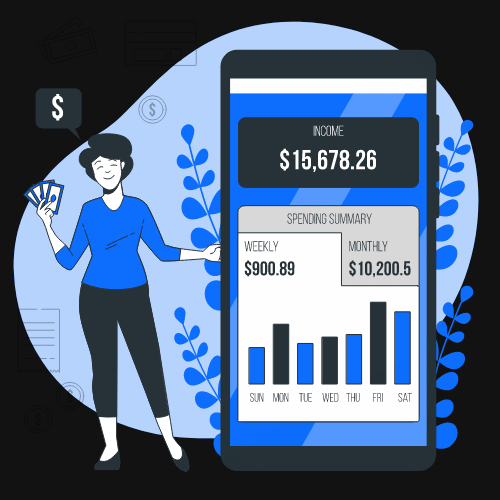 $
$
INCOME
$15,678.26
SPENDING SUMMARY
WEEKLY MONTHLY
$900.89 $10,200.5
SUN MON TUE WED THU FRI SAT